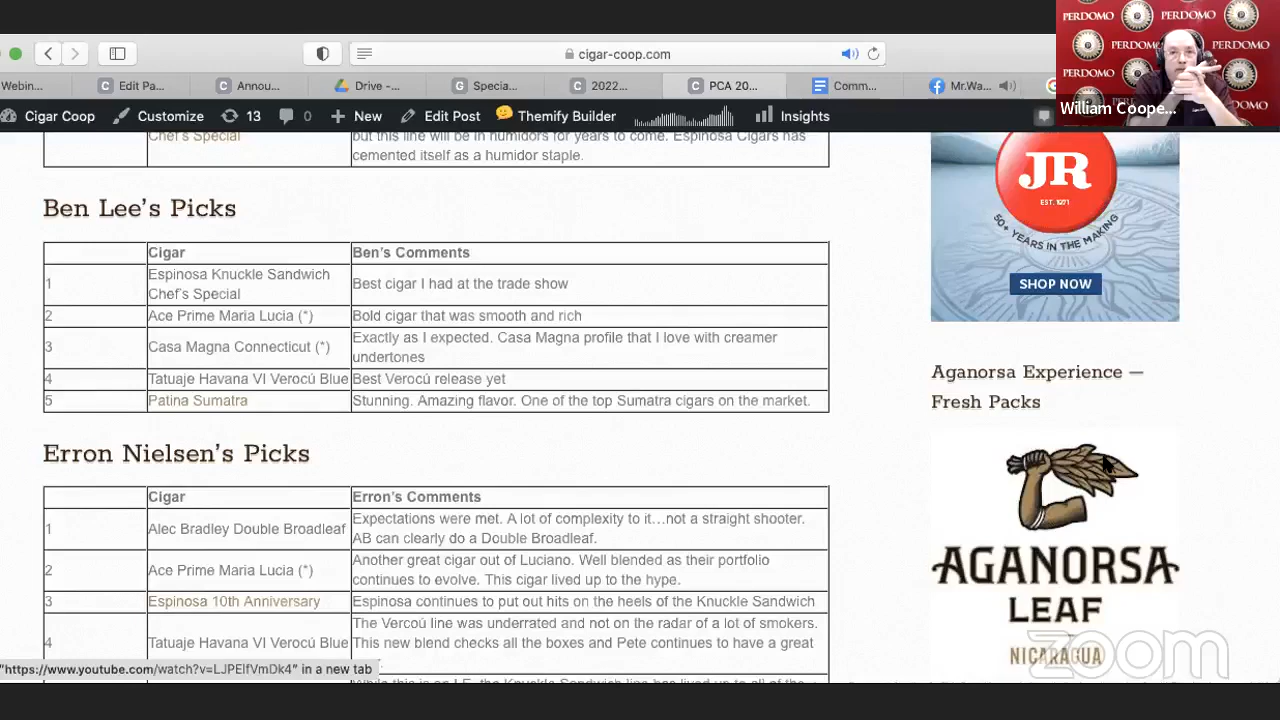 cigar-coop.com
Webin...
Edit Pa...
Annou...
Drive -...
Specia...
2022...
PCA 20...
Comm...
Mr.Wa...
PERDOMO PERDOMO
PERDOMO
William Coope...
Cigar Coop Customize 13 0 New Edit Post Themify Builder Insights
Chef's Special
but this line will be in humidors for years to come. Espinosa Cigars has
cemented itself as a humidor staple.
Ben Lee's Picks
Cigar Ben's Comments
1 Espinosa Knuckle Sandwich
Chef's Special Best cigar I had at the trade show
2 Ace Prime Maria Lucia (*) Bold cigar that was smooth and rich
3 Casa Magna Connecticut (*) Exactly as I expected. Casa Magna profile that I love with creamer
undertones
4 Tatuaje Havana VI Verocú Blue Best Verocú release yet
5 Patina Sumatra Stunning. Amazing flavor. One of the top Sumatra cigars on the market.
Erron Nielsen's Picks
Cigar Erron's Comments
1 Alec Bradley Double Broadleaf Expectations were met. A lot of complexity to it…not a straight shooter.
AB can clearly do a Double Broadleaf.
2 Ace Prime Maria Lucia (*) Another great cigar out of Luciano. Well blended as their portfolio
continues to evolve. This cigar lived up to the hype.
3 Espinosa 10th Anniversary Espinosa continues to put out hits on the heels of the Knuckle Sandwich
The Vercoú line was underrated and not on the radar of a lot of smokers.
4 Tatuaje Havana VI Verocú Blue This new blend checks all the boxes and Pete continues to have a great
"https://www.youtube.com/watch?v=LJPElfVmDk4" in a new tab
JR
EST. 1971
50+ YEARS IN THE MAKING
SHOP NOW
Aganorsa Experience —
Fresh Packs
AGANORSA
LEAF
NICARAGUA
zoom